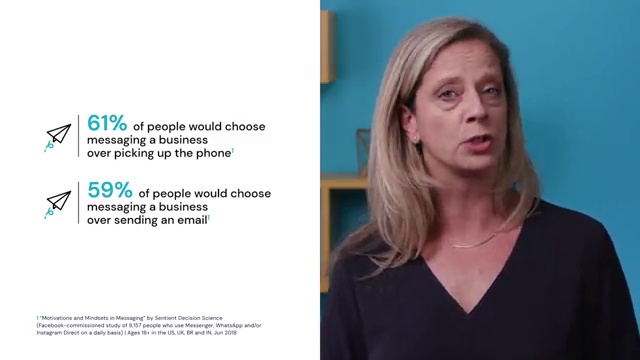 61% of people would choose
messaging a business
over picking up the phone¹
59% of people would choose
messaging a business
over sending an email¹
1 "Motivations and Mindsets in Messaging" by Sentient Decision Science
(Facebook-commissioned study of 8,157 people who use Messenger, WhatsApp and/or
Instagram Direct on a daily basis) | Ages 18+ in the US, UK, BR and IN, Jun 2018